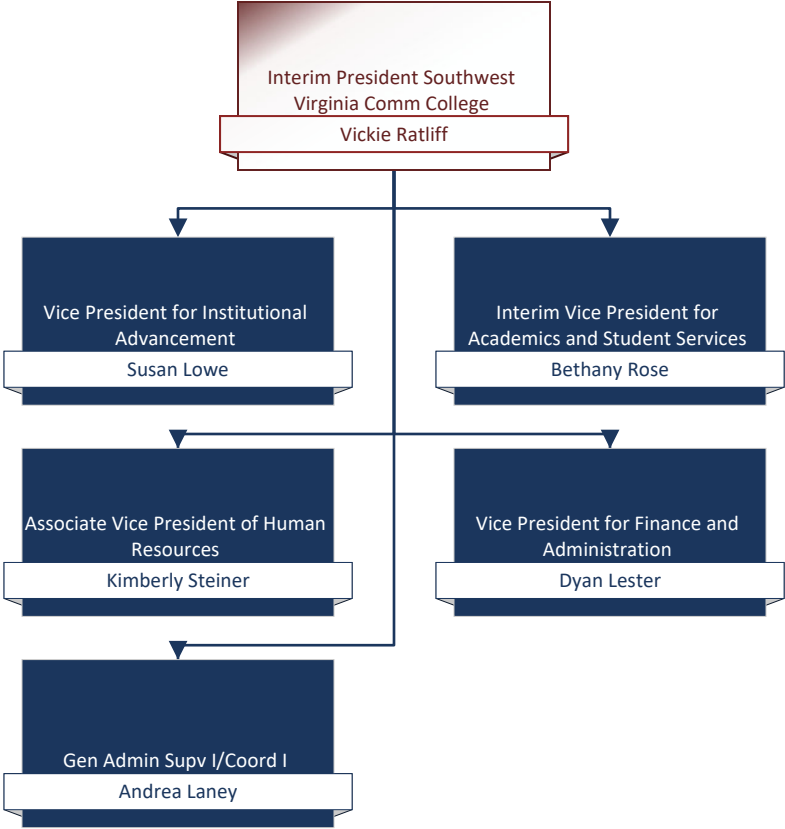 Interim President Southwest
Virginia Comm College
Vickie Ratliff
Vice President for Institutional
Advancement
Susan Lowe
Interim Vice President for
Academics and Student Services
Bethany Rose
Associate Vice President of Human
Resources
Kimberly Steiner
Vice President for Finance and
Administration
Dyan Lester
Gen Admin Supv I/Coord I
Andrea Laney